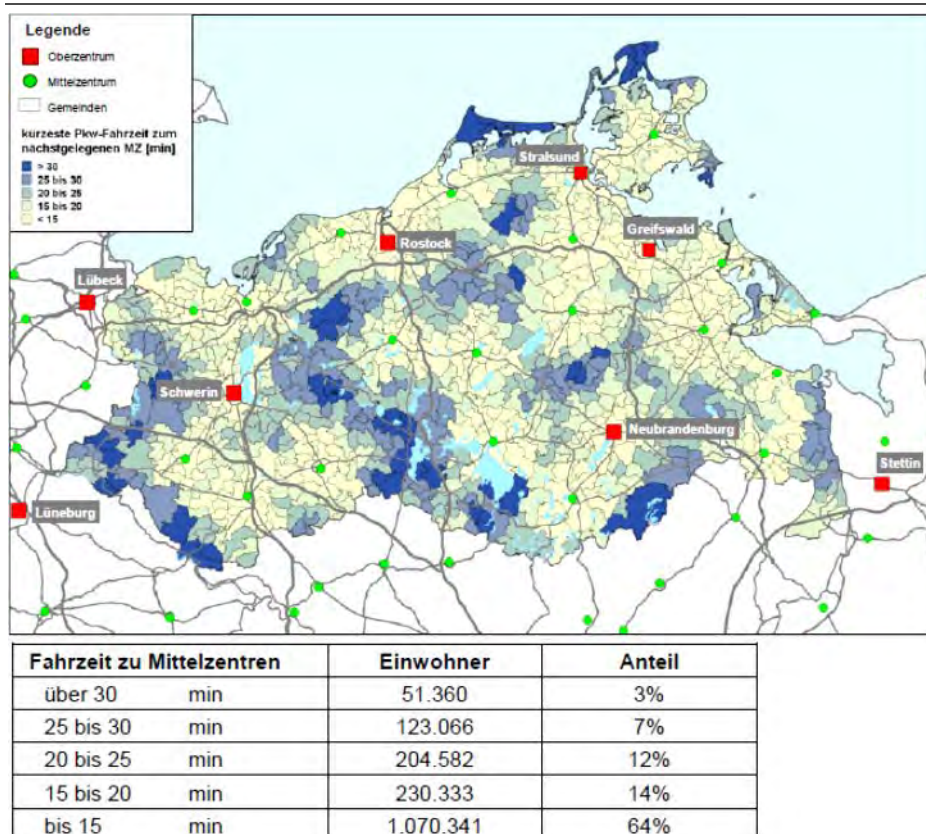 Legende
Oberzentrum
Mittelzentrum
Gemeinden
kürzeste Pkw-Fahrzeit zum
nächstgelegenen MZ [min]
> 30
25 bis 30
20 bis 25
15 bis 20
< 15
Stralsund
Greifswald
Rostock
Lübeck
Schwerin
Neubrandenburg
Stettin
Lüneburg
Fahrzeit zu Mittelzentren Einwohner Anteil
über 30 min 51.360 3%
25 bis 30 min 123.066 7%
20 bis 25 min 204.582 12%
15 bis 20 min 230.333 14%
bis 15 min 1.070.341 64%